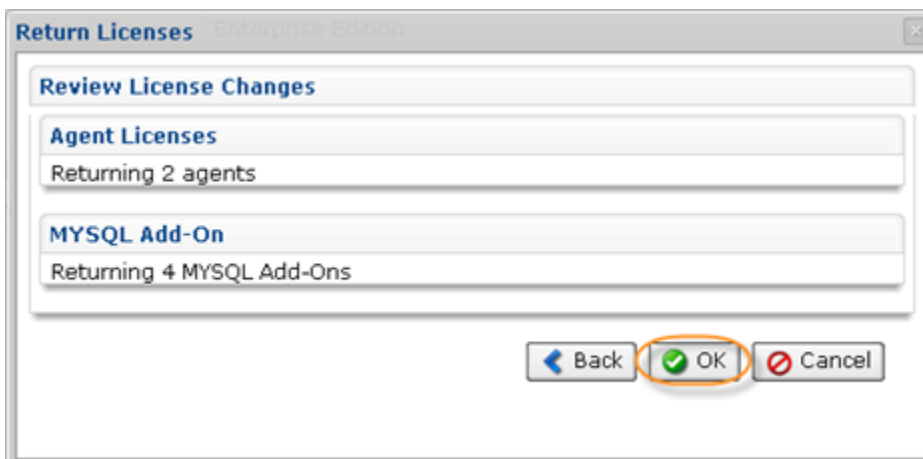 Return Licenses Enterprise Edition
Review License Changes
Agent Licenses
Returning 2 agents
MYSQL Add-On
Returning 4 MYSQL Add-Ons
Back OK Cancel